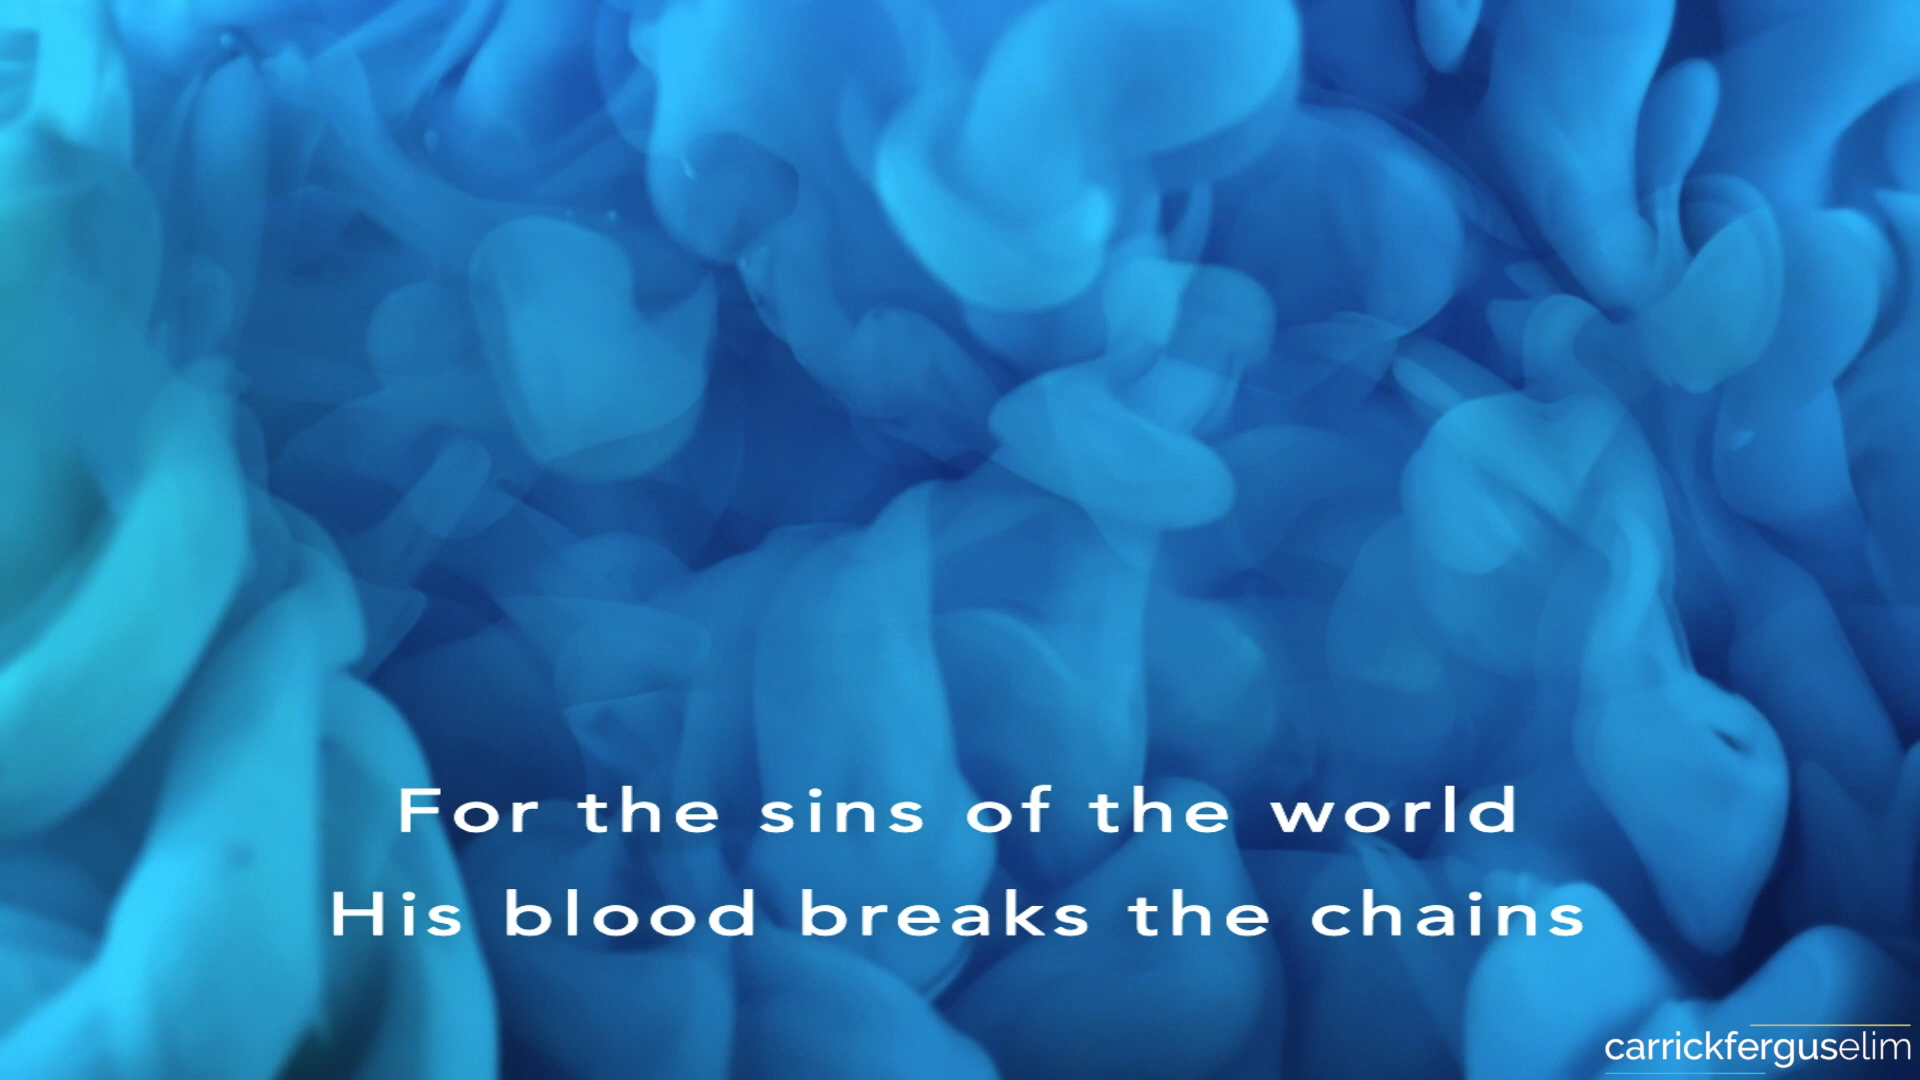 For the sins of the world
His blood breaks the chains
carrickferguselim